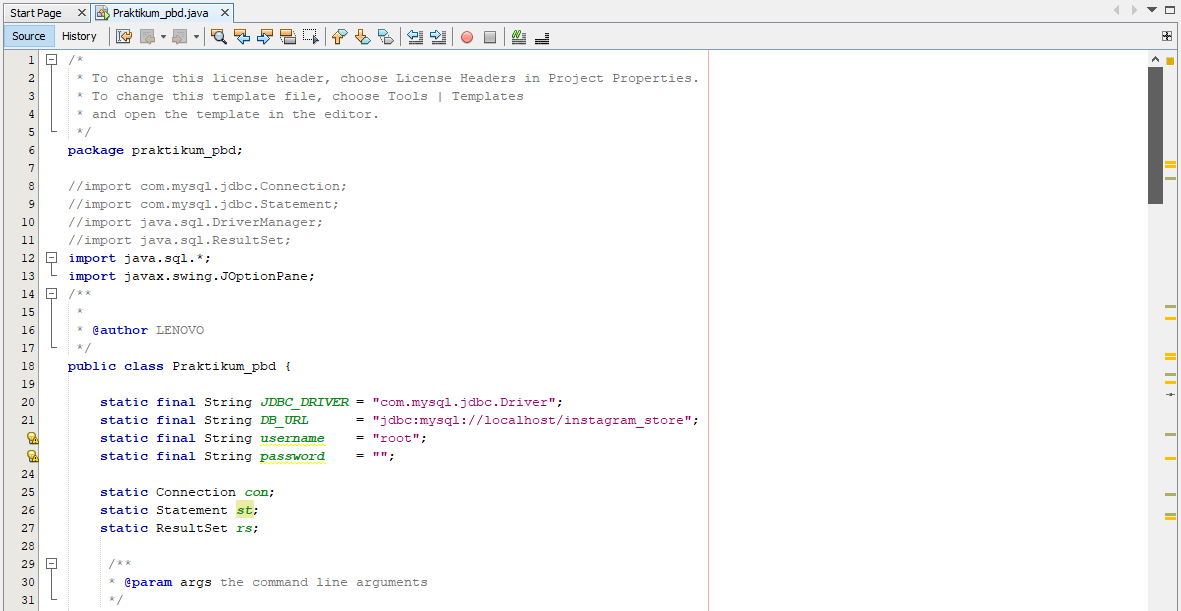 Start Page Praktikum_pbd.java
Source History
1 /*
2 * To change this license header, choose License Headers in Project Properties.
3 * To change this template file, choose Tools | Templates
4 * and open the template in the editor.
5 */
6 package praktikum_pbd;
7
8 //import com.mysql.jdbc.Connection;
9 //import com.mysql.jdbc.Statement;
10 //import java.sql.DriverManager;
11 //import java.sql.ResultSet;
12 import java.sql.*;
13 import javax.swing.JOptionPane;
14 /**
15 *
16 * @author LENOVO
17 */
18 public class Praktikum_pbd {
19
20 static final String JDBC_DRIVER = "com.mysql.jdbc.Driver";
21 static final String DB_URL = "jdbc:mysql://localhost/instagram_store";
static final String username = "root";
static final String password = "";
24
25 static Connection con;
26 static Statement st;
27 static ResultSet rs;
28
29 /**
30 * @param args the command line arguments
31 */